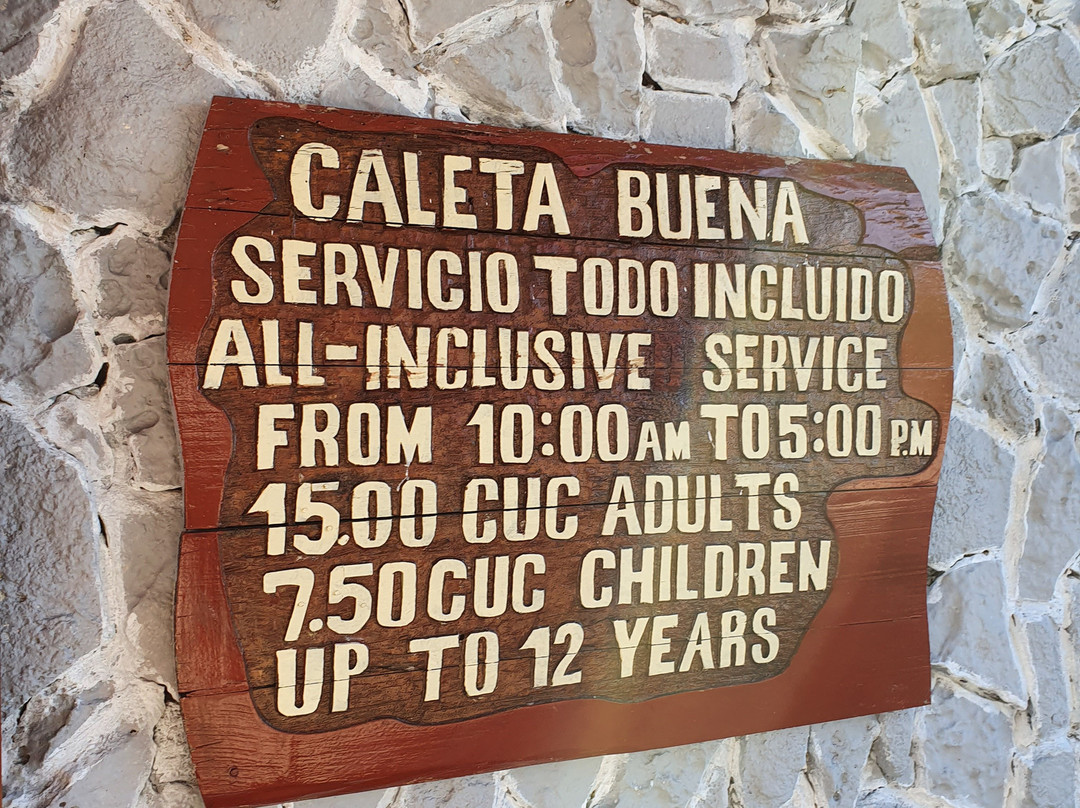 CALETA BUENA
SERVICIO TODO INCLUIDO
ALL-INCLUSIVE SERVICE
FROM 10:00 AM TO 5:00 P.M
15.00 CUC ADULTS
7.50 CUC CHILDREN
UP TO 12 YEARS